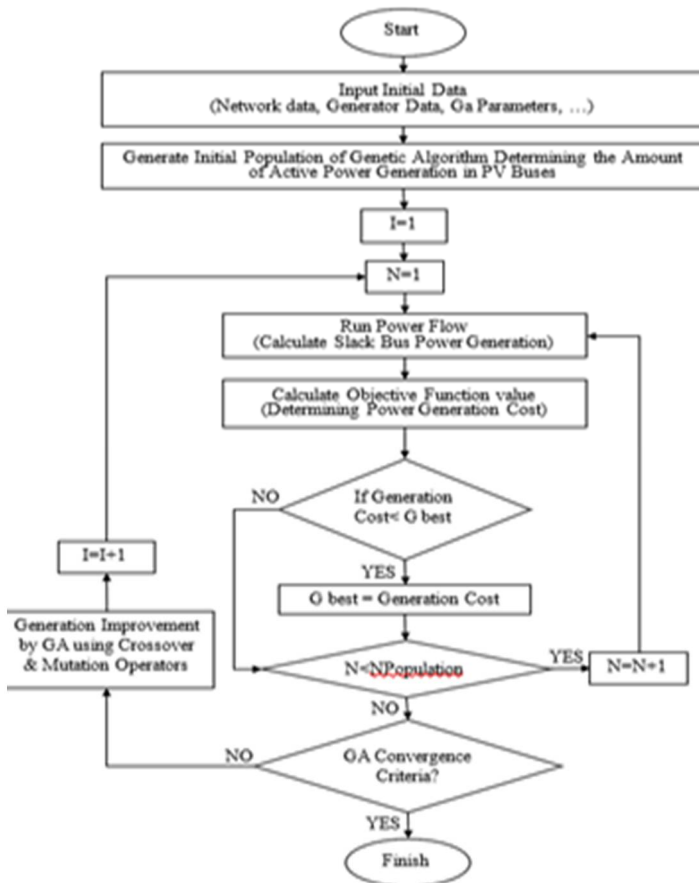 Start
Input Initial Data
(Network data, Generator Data, Ga Parameters, ...)
Generate Initial Population of Genetic Algorithm Determining the Amount
of Active Power Generation in PV Buses
I=1
N=1
Run Power Flow
(Calculate Slack Bus Power Generation)
Calculate Objective Function value
(Determining Power Generation Cost)
NO
If Generation
Cost< G best
I=I+1
YES
G best = Generation Cost
Generation Improvement
by GA using Crossover
& Mutation Operators
N<NPopulation
YES
N=N+1
NO
NO
GA Convergence
Criteria?
YES
Finish